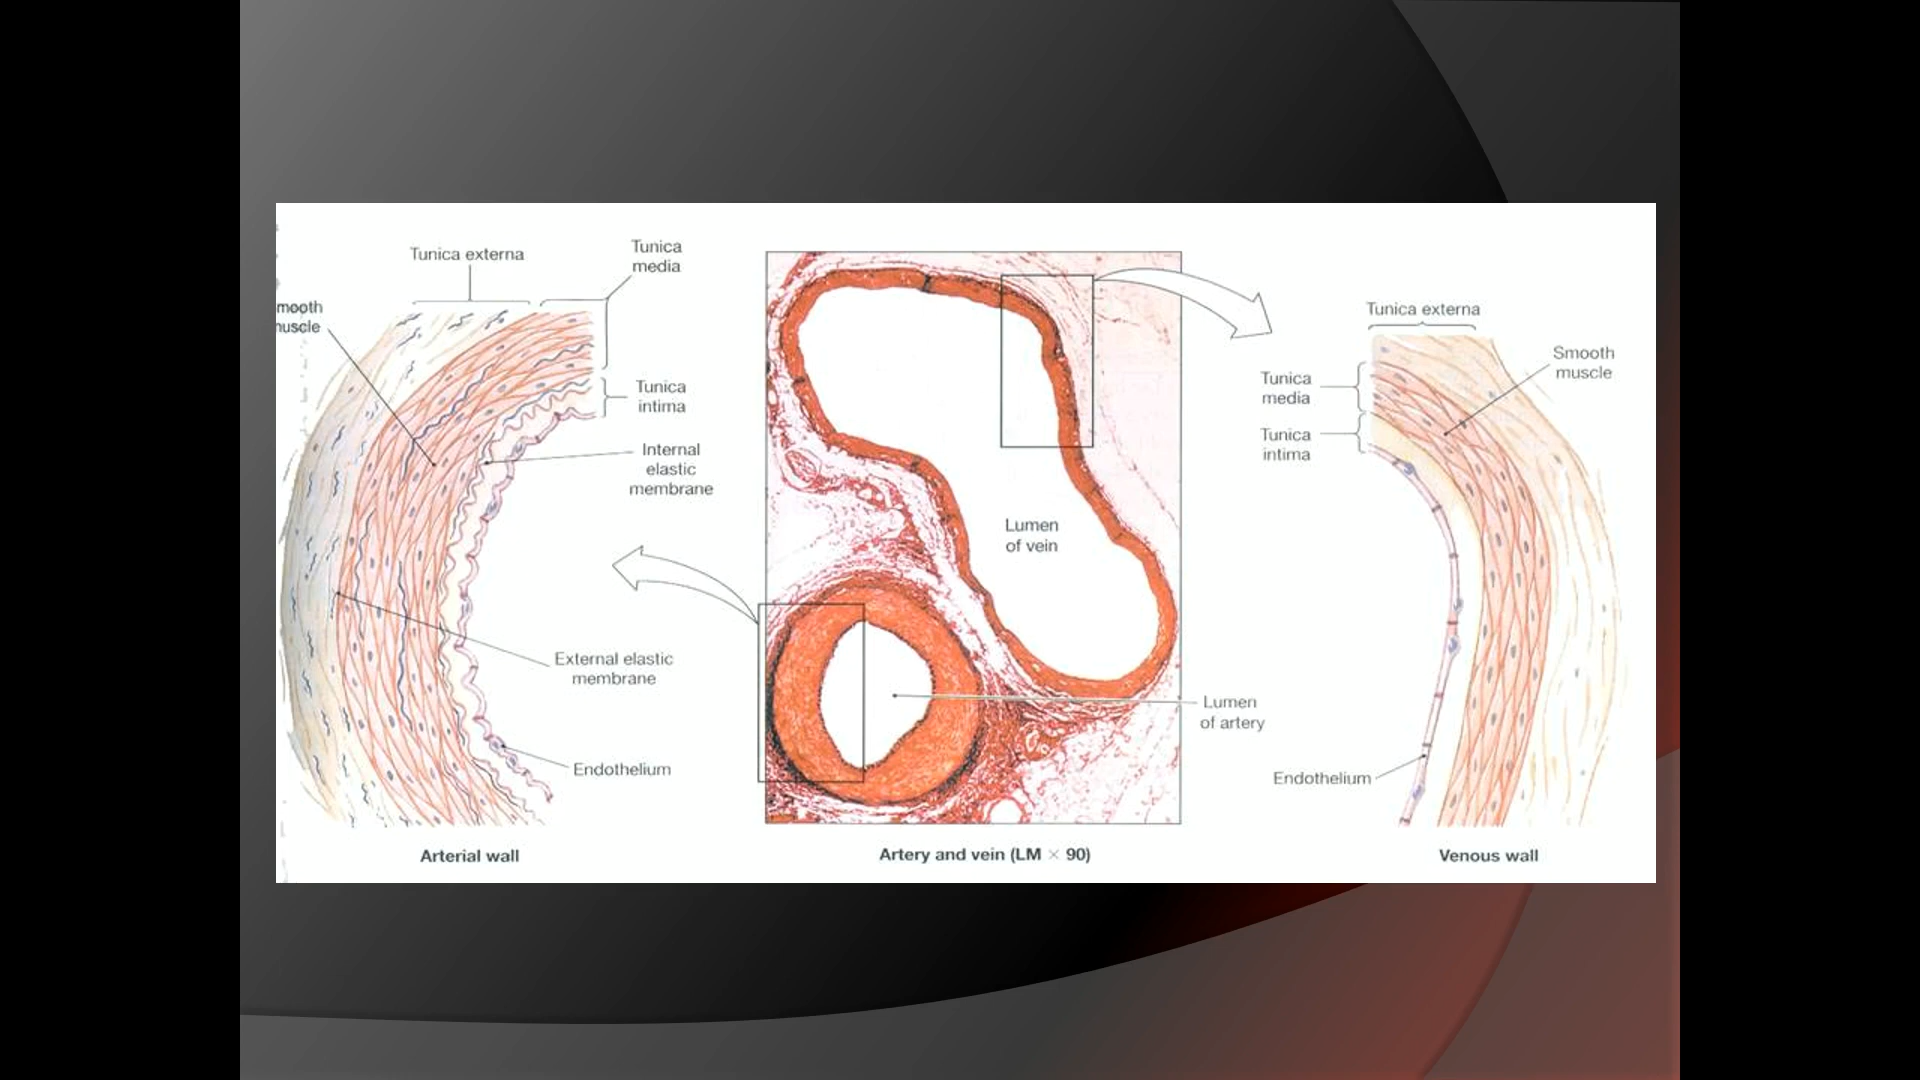 Tunica externa
Tunica
media
mooth
uscle
Tunica
intima
Internal
elastic
membrane
External elastic
membrane
Endothelium
Arterial wall
Lumen
of vein
Lumen
of artery
Artery and vein (LM × 90)
Tunica externa
Smooth
muscle
Tunica
media
Tunica
intima
Endothelium
Venous wall